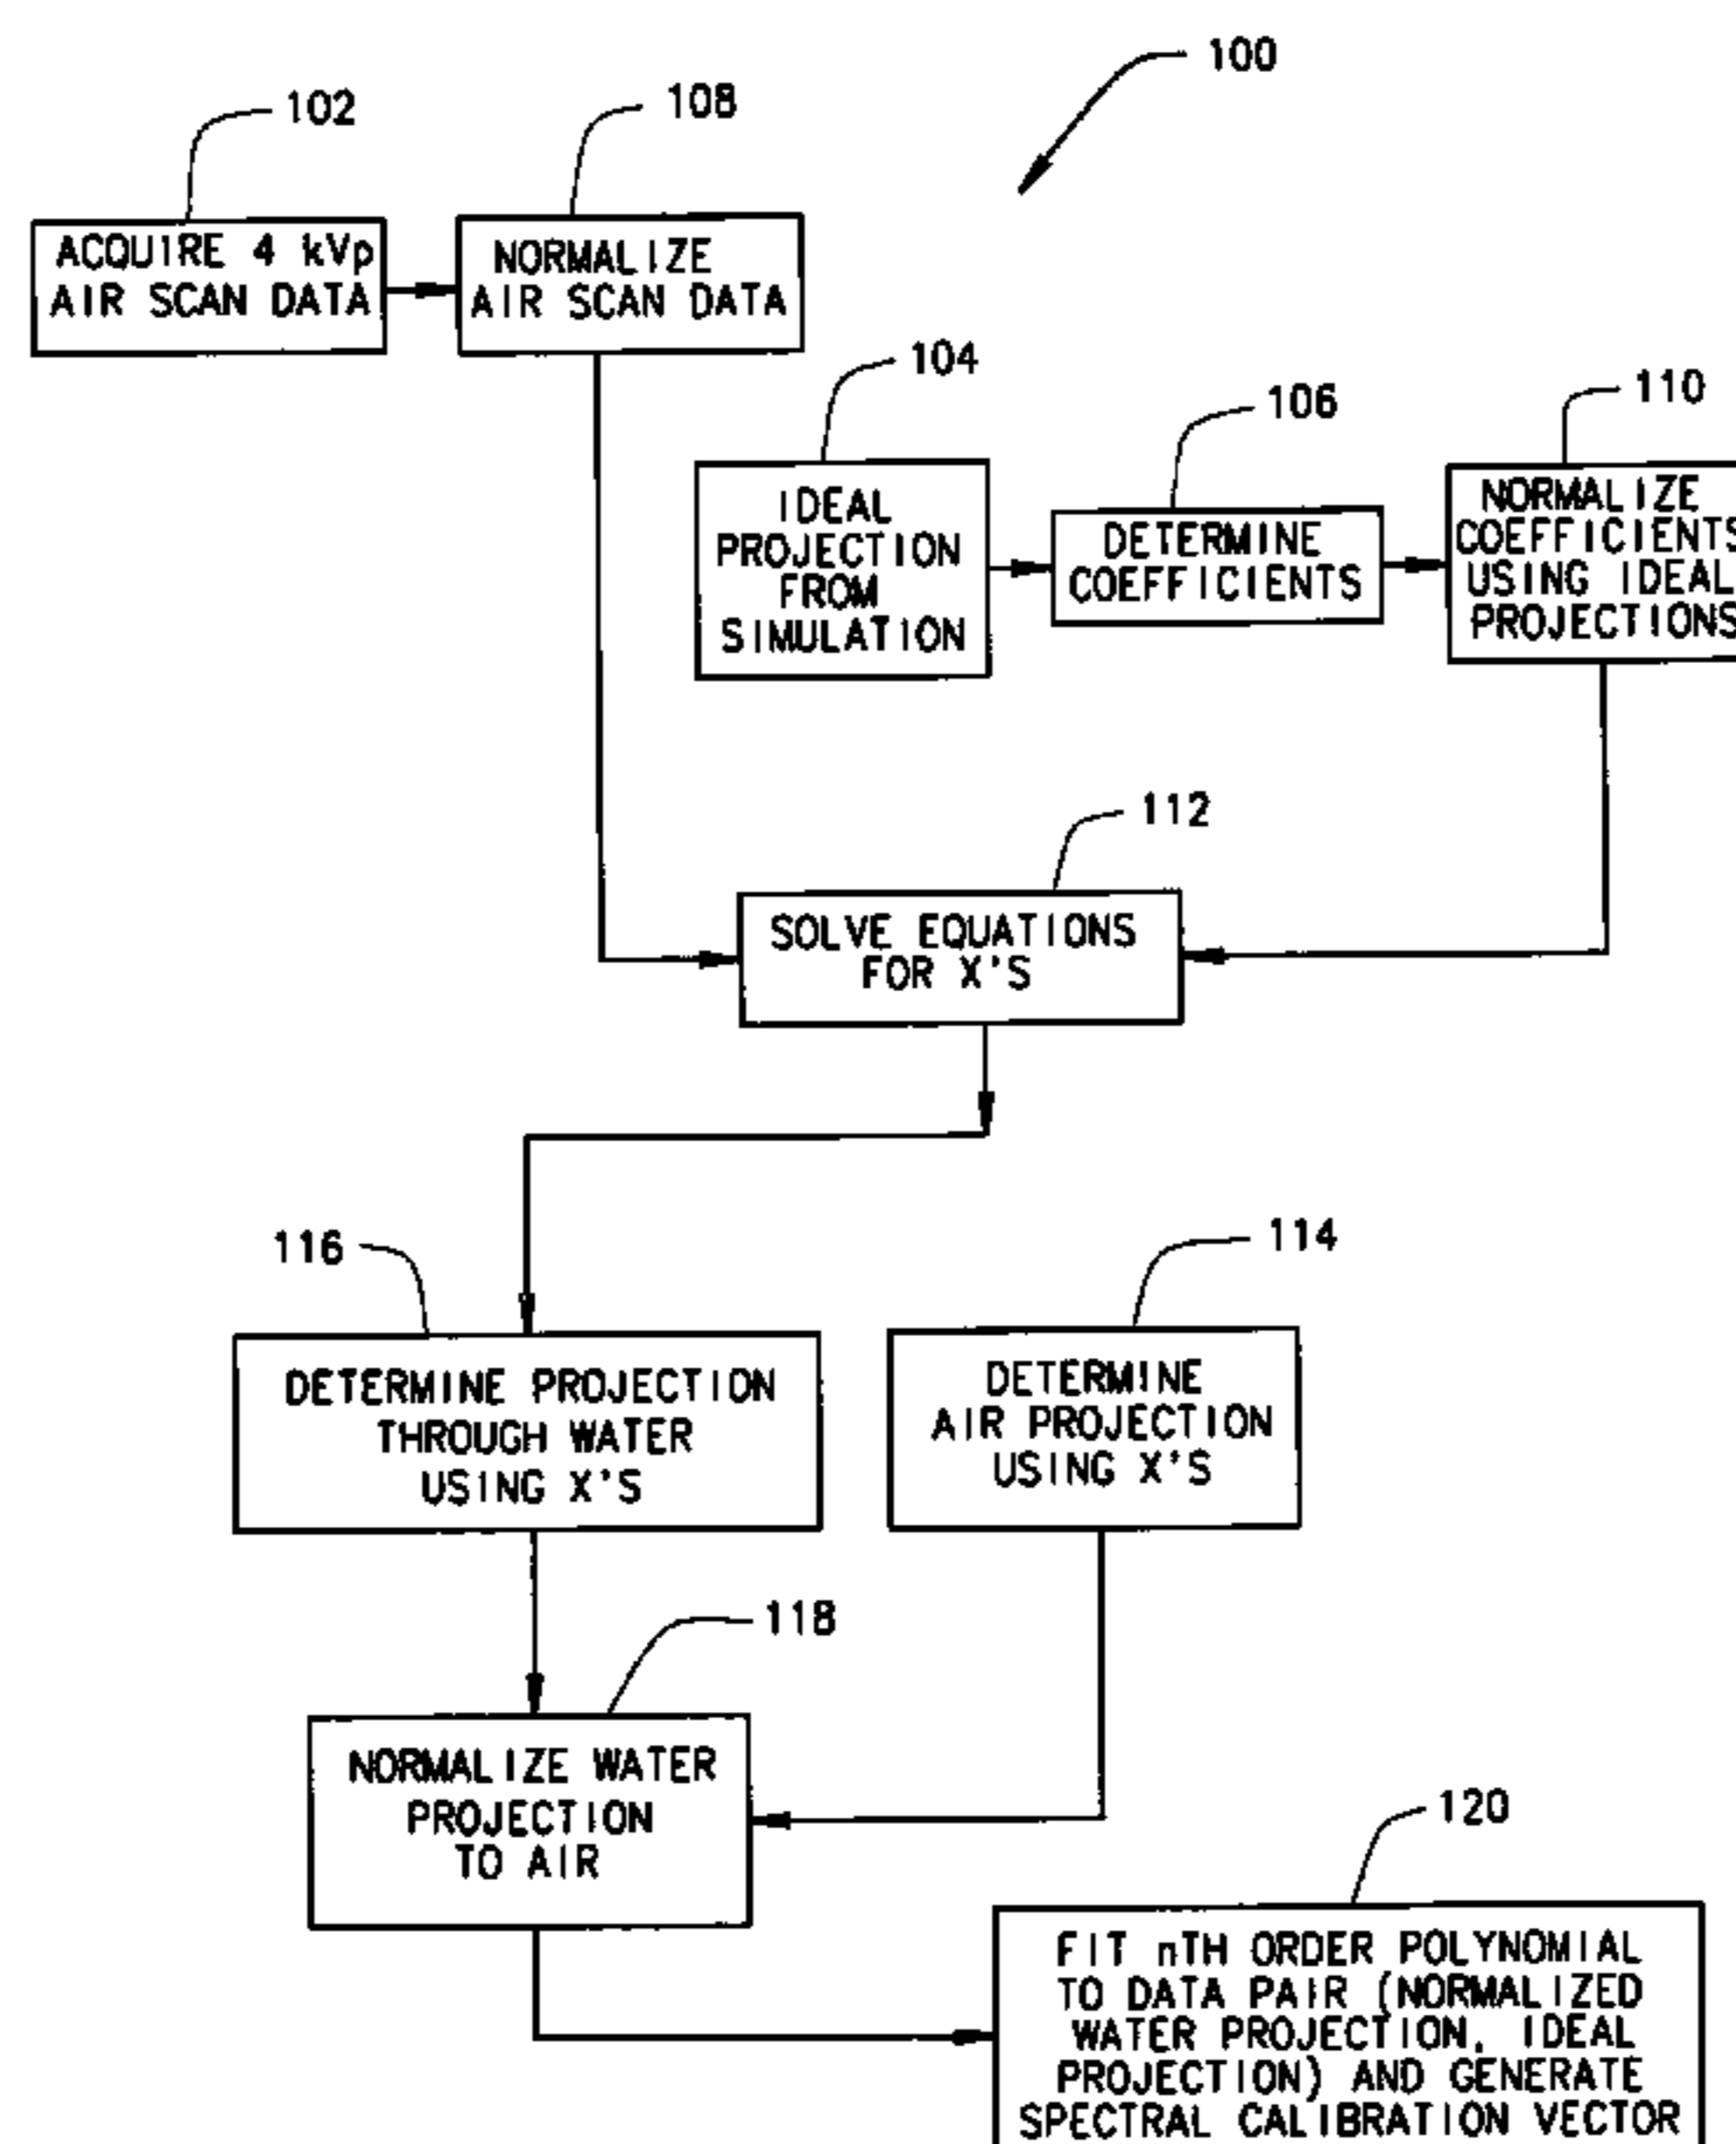 100
102
108
ACQUIRE 4 kVp
AIR SCAN DATA
NORMALIZE
AIR SCAN DATA
104
106
110
IDEAL
PROJECTION
FROM
SIMULATION
DETERMINE
COEFFICIENTS
NORMALIZE
COEFFICIENTS
USING IDEAL
PROJECTIONS
112
SOLVE EQUATIONS
FOR X'S
116
114
DETERMINE PROJECTION
THROUGH WATER
USING X'S
DETERMINE
AIR PROJECTION
USING X'S
118
NORMALIZE WATER
PROJECTION
TO AIR
120
FIT nTH ORDER POLYNOMIAL
TO DATA PAIR (NORMALIZED
WATER PROJECTION, IDEAL
PROJECTION) AND GENERATE
SPECTRAL CALIBRATION VECTOR